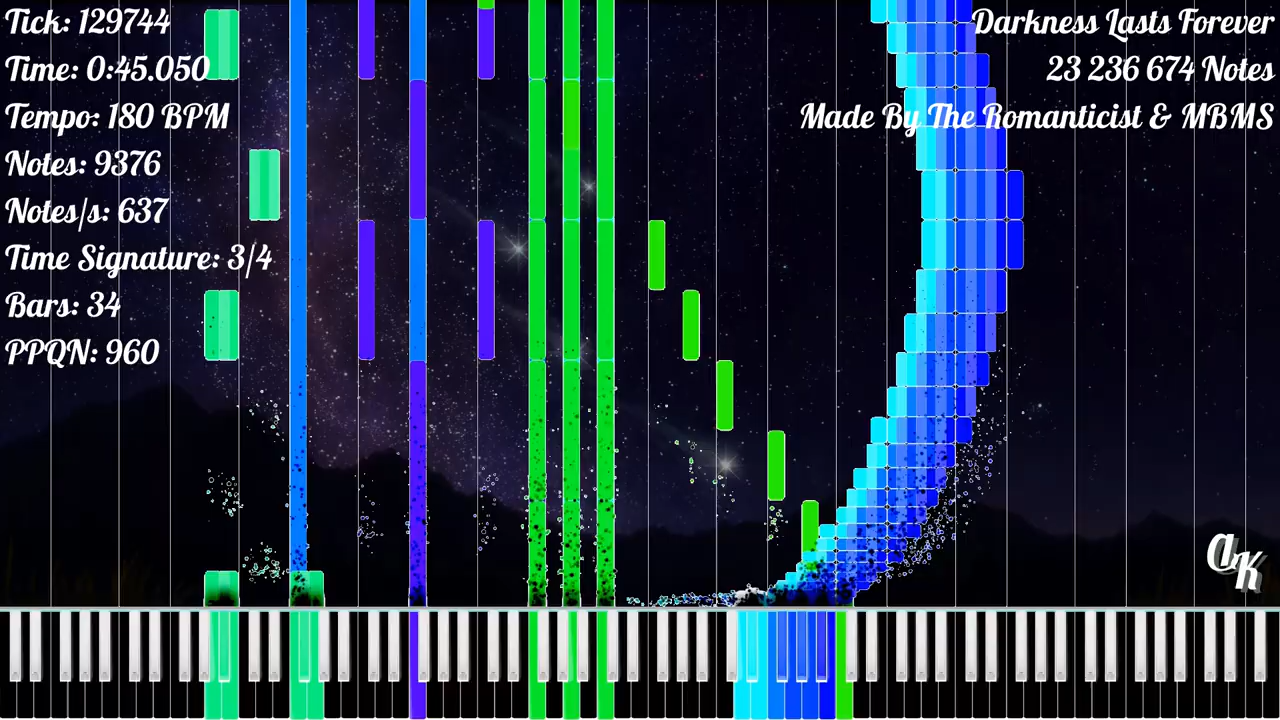 Tick: 129744
Time: 0:45.050
Tempo: 180 BPM
Notes: 9376
Notes/s: 637
Time Signature: 3/4
Bars: 34
PPQN: 960
Darkness Lasts Forever
23 236 674 Notes
Made By The Romanticist & MBMS
aK